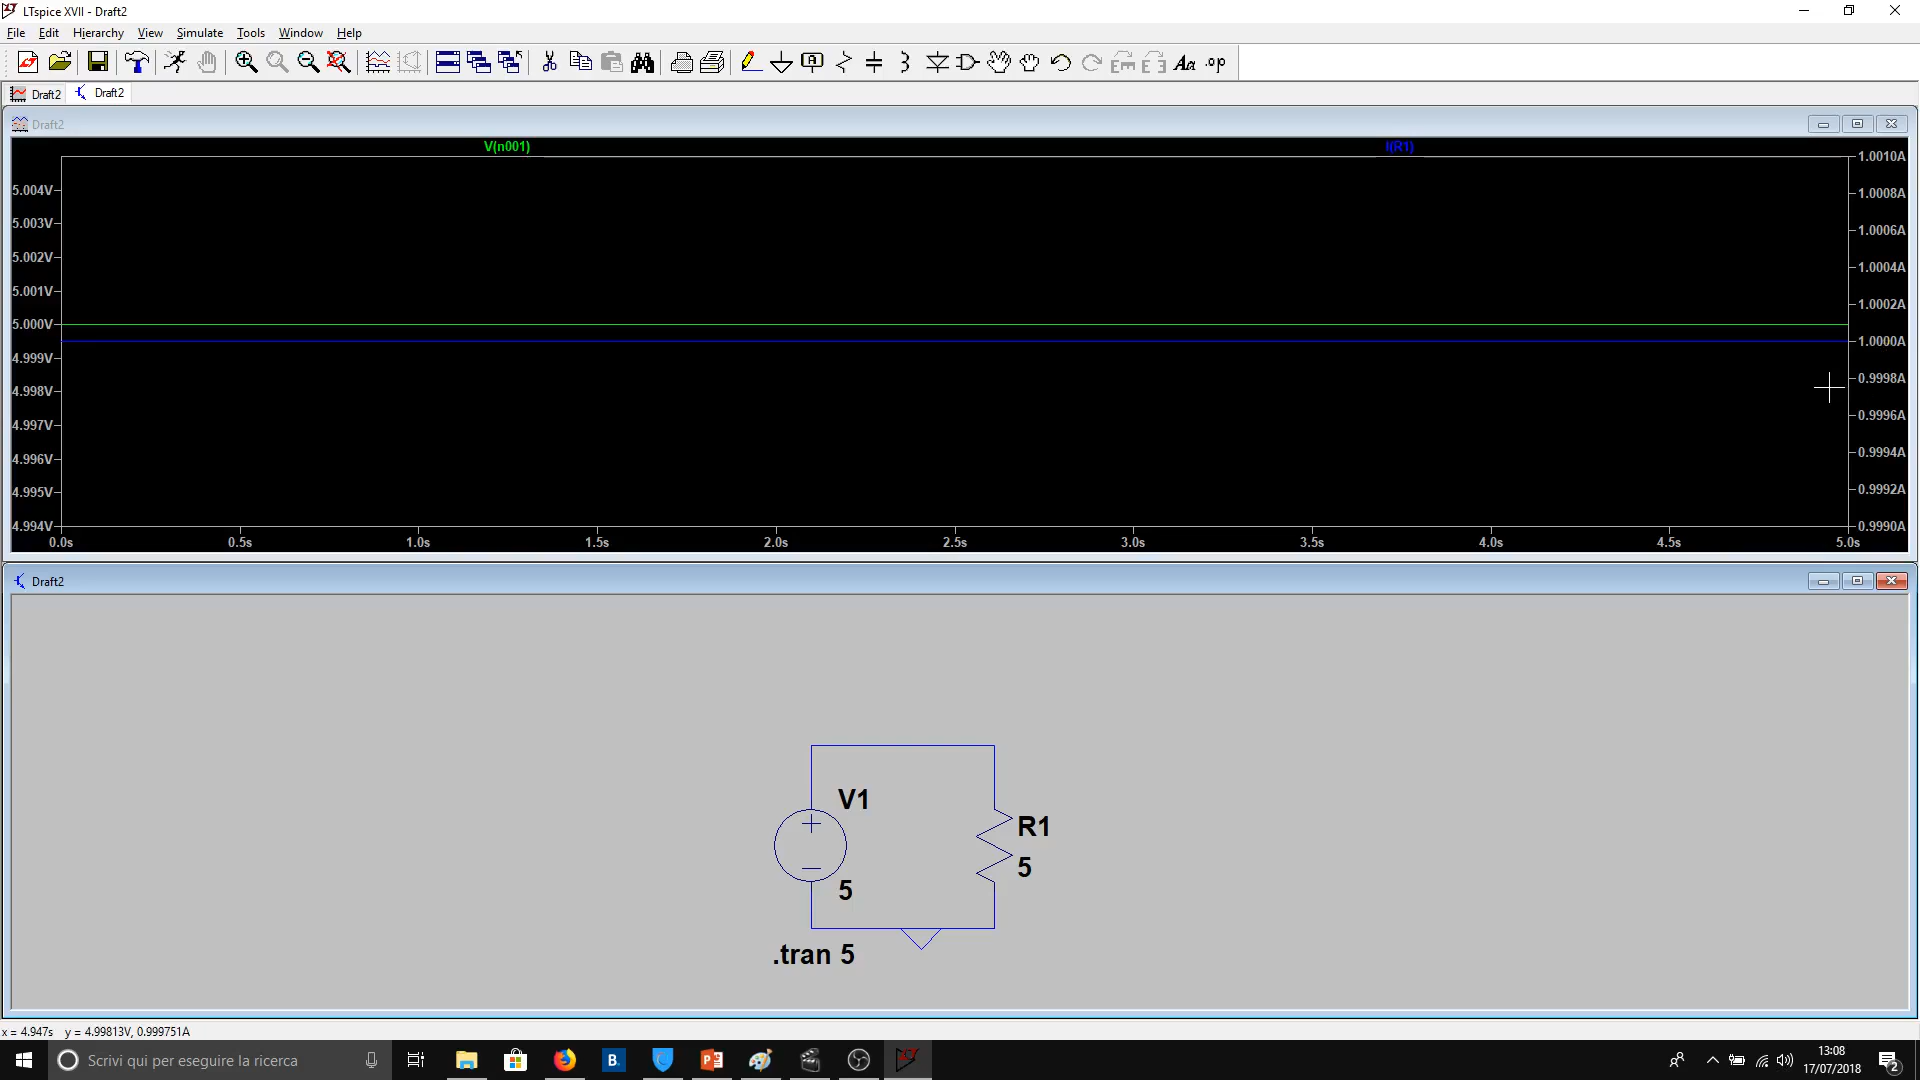 LTspice XVII - Draft2
File Edit Hierarchy View Simulate Tools Window Help
Aa .op
Draft2 Draft2
Draft2
V(n001) I(R1)
5.004V
5.003V
5.002V
5.001V
5.000V
4.999V
4.998V
4.997V
4.996V
4.995V
4.994V
1.0010A
1.0008A
1.0006A
1.0004A
1.0002A
1.0000A
0.9998A
0.9996A
0.9994A
0.9992A
0.9990A
0.0s 0.5s 1.0s 1.5s 2.0s 2.5s 3.0s 3.5s 4.0s 4.5s 5.0s
Draft2
V1
R1
5
5
.tran 5
x = 4.947s y = 4.99813V, 0.999751A
Scrivi qui per eseguire la ricerca
B.
13:08
17/07/2018
2